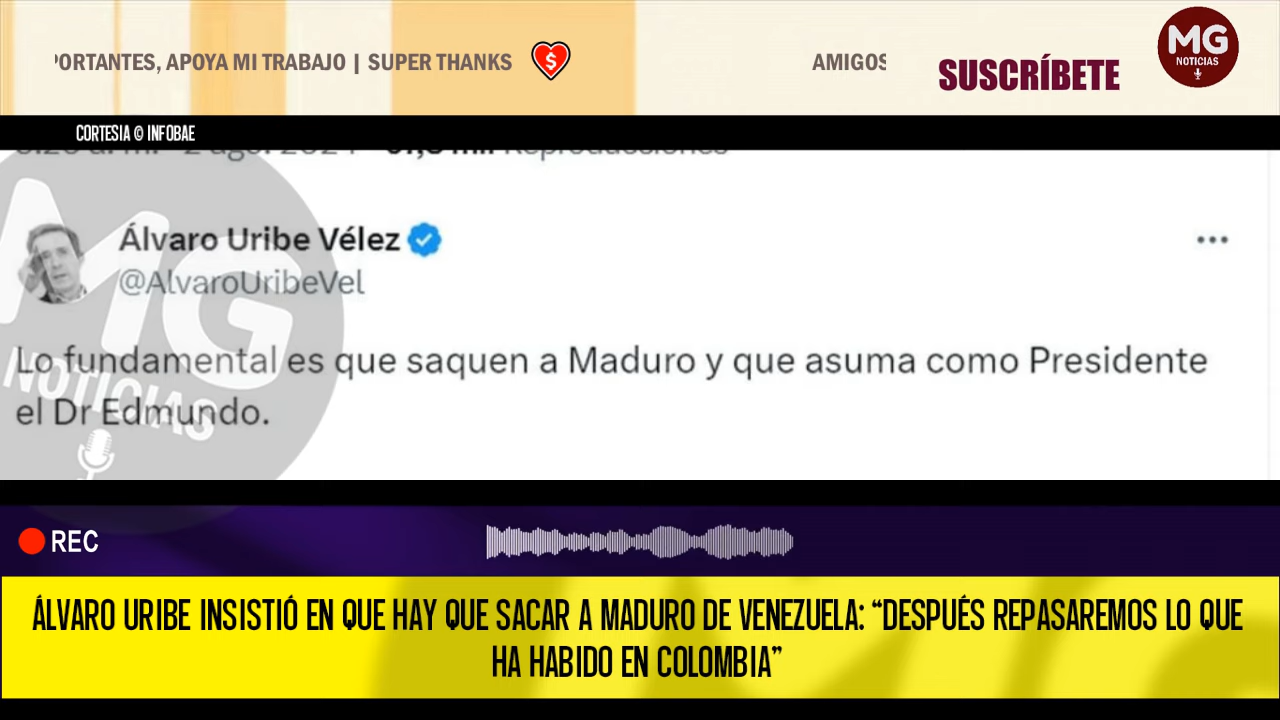 PORTANTES, APOYA MI TRABAJO | SUPER THANKS
AMIGOS
SUSCRÍBETE
MG
NOTICIAS
CORTESIA © INFOBAE
Álvaro Uribe Vélez
@AlvaroUribeVel
Lo fundamental es que saquen a Maduro y que asuma como Presidente
el Dr Edmundo.
MG
NOTICIAS
REC
ÁLVARO URIBE INSISTIÓ EN QUE HAY QUE SACAR A MADURO DE VENEZUELA: “DESPUÉS REPASAREMOS LO QUE
HA HABIDO EN COLOMBIA”